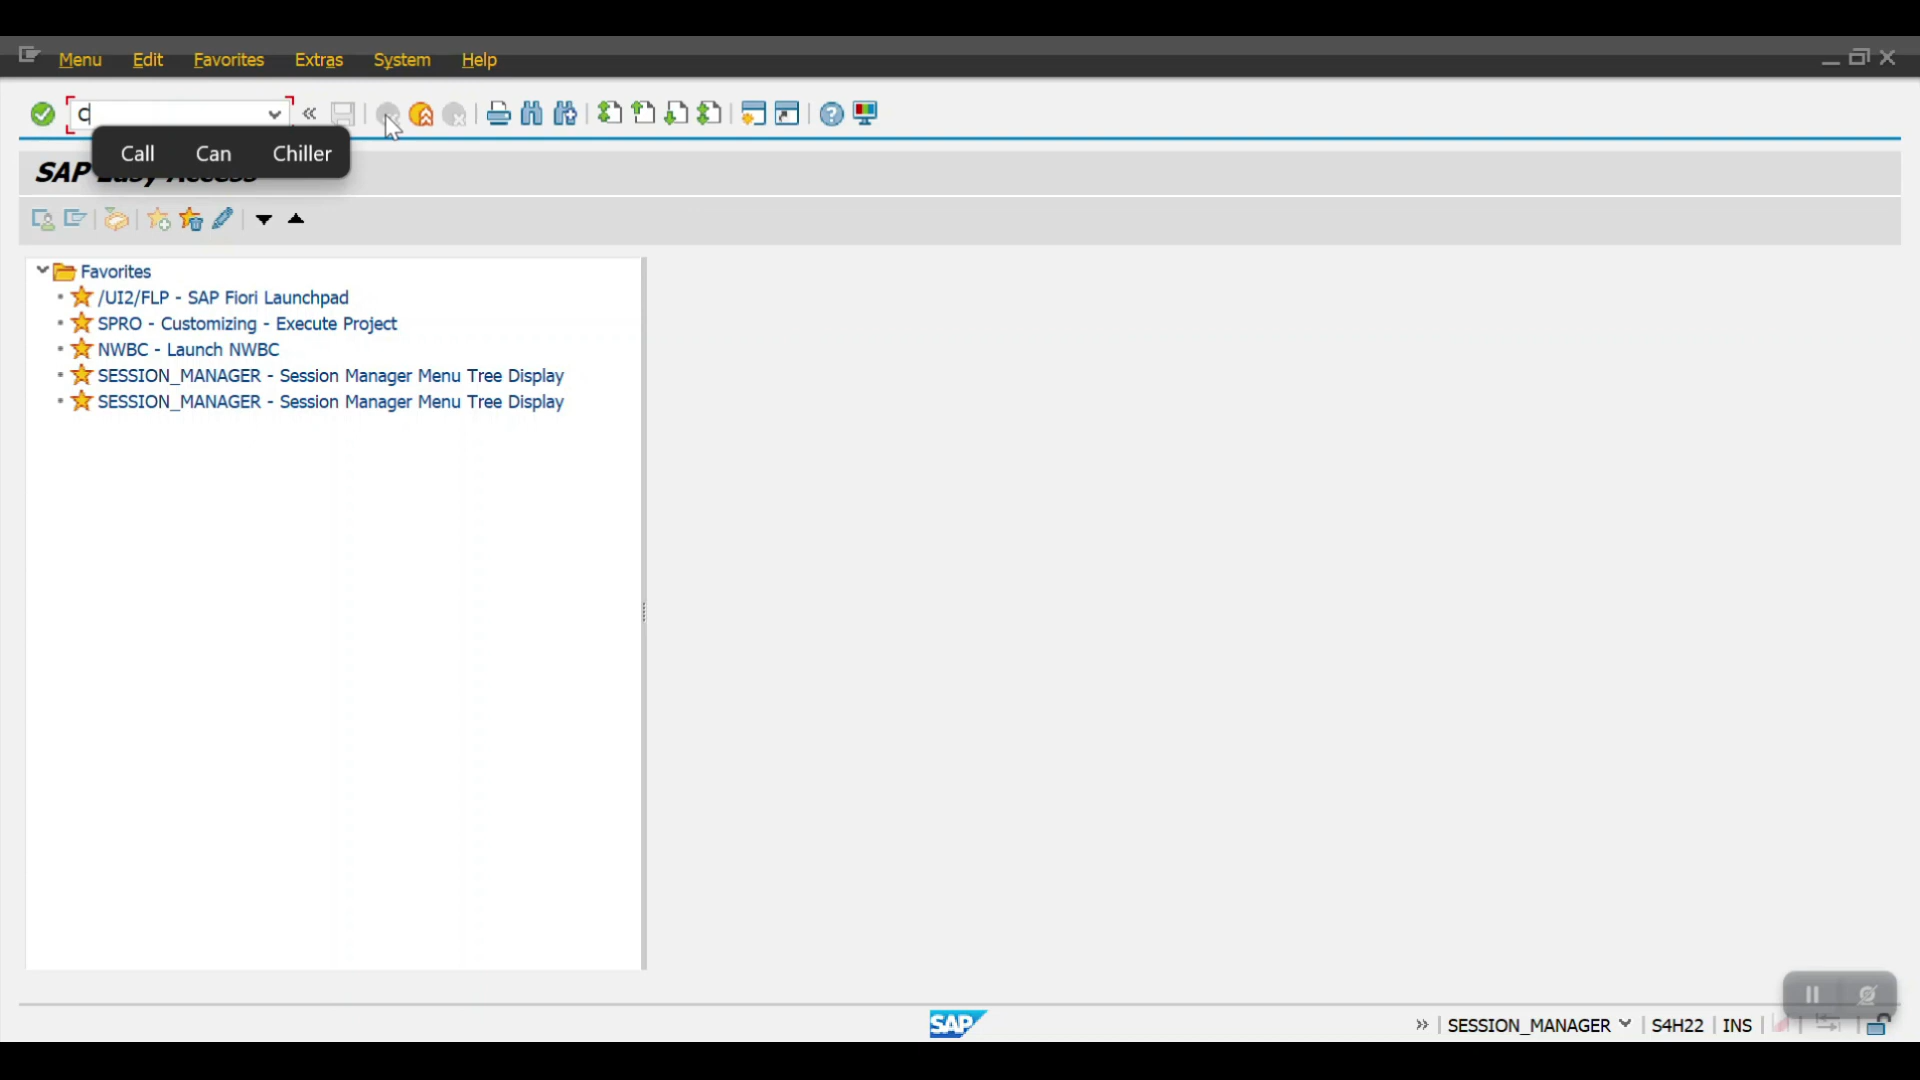 Menu Edit Favorites Extras System Help
C
Call Can Chiller
SAP Easy Access
Favorites
/UI2/FLP - SAP Fiori Launchpad
SPRO - Customizing - Execute Project
NWBC - Launch NWBC
SESSION_MANAGER - Session Manager Menu Tree Display
SESSION_MANAGER - Session Manager Menu Tree Display
SAP
SESSION_MANAGER S4H22 INS